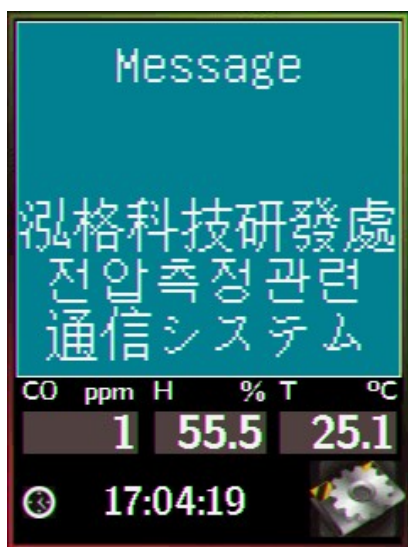 Message
泓格科技研發處
전압측정관련
通信システム
CO ppm H % T ºC
1 55.5 25.1
17:04:19